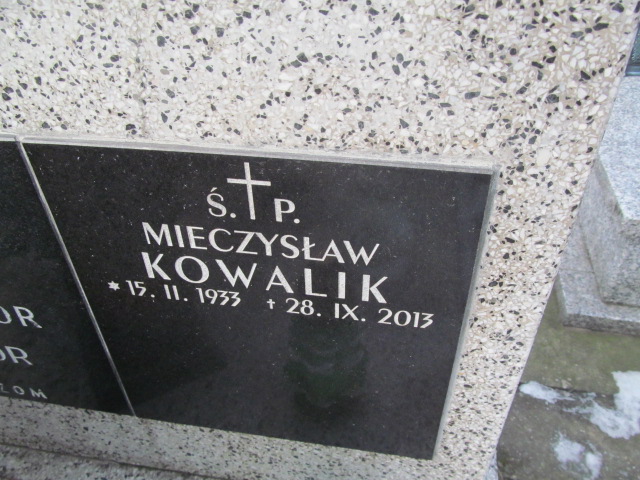 Ś. P.
MIECZYSŁAW
KOWALIK
* 15. II. 1933 † 28. IX. 2013